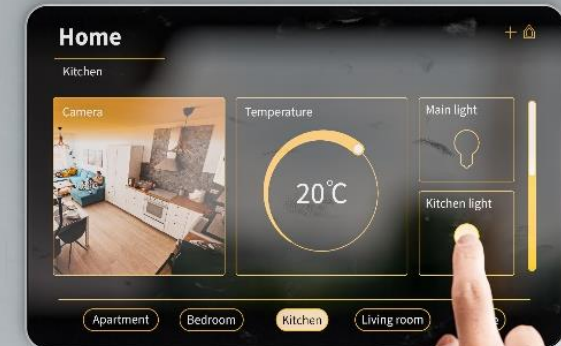 Home
Kitchen
Camera
Temperature
Main light
20°C
Kitchen light
Apartment
Bedroom
Kitchen
Living room